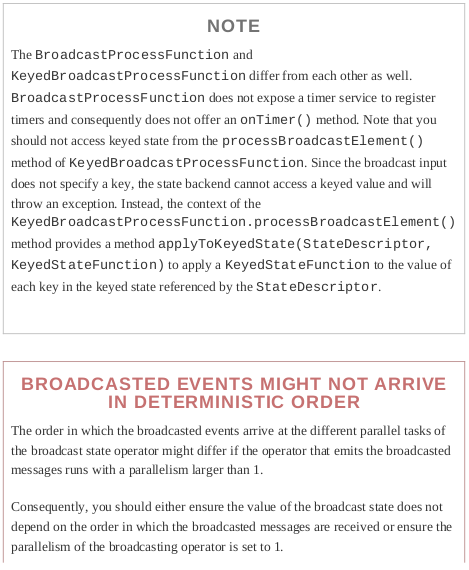 NOTE
The BroadcastProcessFunction and
KeyedBroadcastProcessFunction differ from each other as well.
BroadcastProcessFunction does not expose a timer service to register
timers and consequently does not offer an onTimer() method. Note that you
should not access keyed state from the processBroadcastElement()
method of KeyedBroadcastProcessFunction. Since the broadcast input
does not specify a key, the state backend cannot access a keyed value and will
throw an exception. Instead, the context of the
KeyedBroadcastProcessFunction.processBroadcastElement()
method provides a method applyToKeyedState(StateDescriptor,
KeyedStateFunction) to apply a KeyedStateFunction to the value of
each key in the keyed state referenced by the StateDescriptor.
BROADCASTED EVENTS MIGHT NOT ARRIVE
IN DETERMINISTIC ORDER
The order in which the broadcasted events arrive at the different parallel tasks of
the broadcast state operator might differ if the operator that emits the broadcasted
messages runs with a parallelism larger than 1.
Consequently, you should either ensure the value of the broadcast state does not
depend on the order in which the broadcasted messages are received or ensure the
parallelism of the broadcasting operator is set to 1.